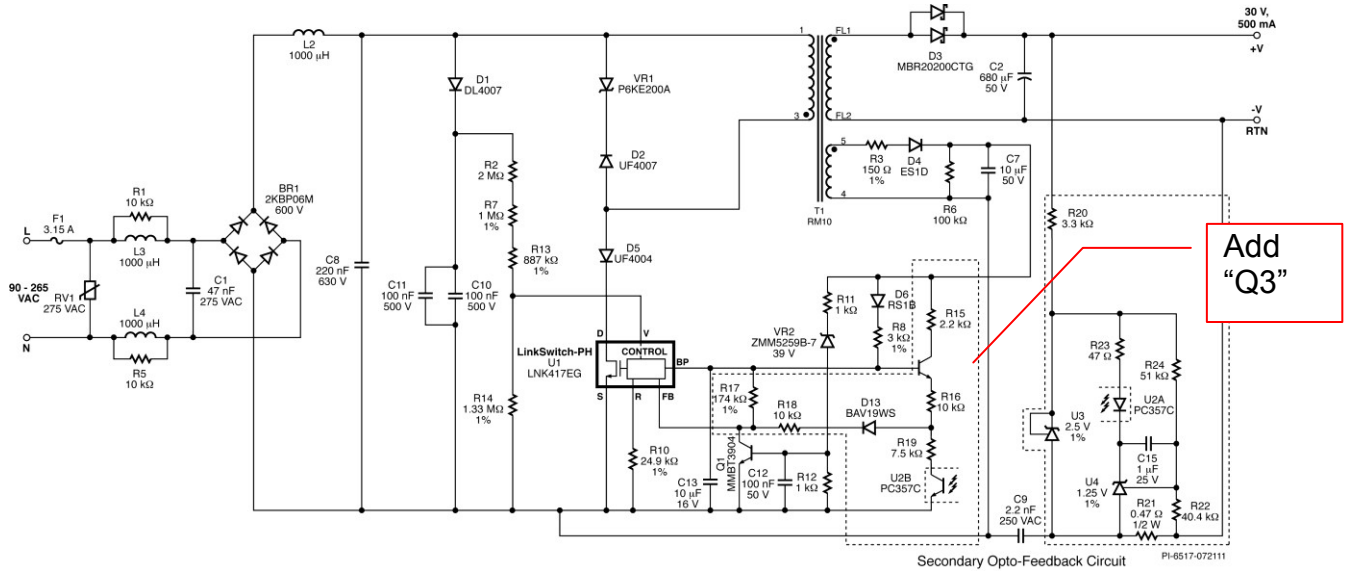 L2
1000 µH
D1
DL4007
VR1
P6KE200A
1
3
FL1
FL2
D3
MBR20200CTG
C2
680 µF
50 V
30 V,
500 mA
+V
-V
RTN
R2
2 MΩ
R7
1 MΩ
1%
R13
887 kΩ
1%
D2
UF4007
D5
UF4004
5
4
T1
RM10
R3
150 Ω
1%
D4
ES1D
R6
100 kΩ
C7
10 µF
50 V
R20
3.3 kΩ
Add
“Q3”
L
F1
3.15 A
R1
10 kΩ
L3
1000 µH
BR1
2KBP06M
600 V
90 - 265
VAC
RV1
275 VAC
C1
47 nF
275 VAC
L4
1000 µH
N
R5
10 kΩ
C8
220 nF
630 V
C11
100 nF
500 V
C10
100 nF
500 V
R14
1.33 MΩ
1%
LinkSwitch-PH
U1
LNK417EG
D
V
CONTROL
BP
S
R
FB
R10
24.9 kΩ
1%
R11
1 kΩ
VR2
ZMM5259B-7
39 V
D6
RS1B
R8
3 kΩ
1%
R15
2.2 kΩ
R17
174 kΩ
1%
R18
10 kΩ
D13
BAV19WS
R16
10 kΩ
R19
7.5 kΩ
Q1
MMBT3904
C13
10 µF
16 V
C12
100 nF
50 V
R12
1 kΩ
U2B
PC357C
C9
2.2 nF
250 VAC
R23
47 Ω
R24
51 kΩ
U2A
PC357C
U3
2.5 V
1%
C15
1 µF
25 V
U4
1.25 V
1%
R21
0.47 Ω
1/2 W
R22
40.4 kΩ
Secondary Opto-Feedback Circuit
PI-6517-072111